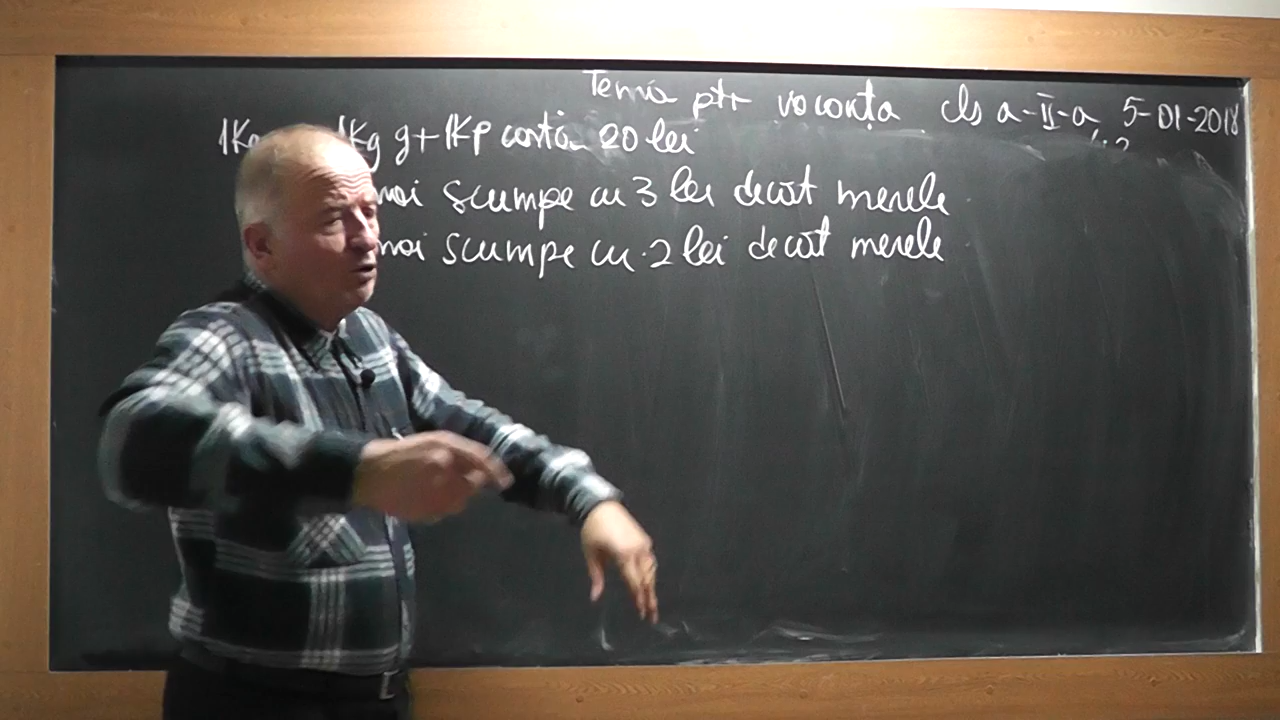 Tema ptr vacanța cls a-II-a, 5-01-2018
1Kg 1Kg g+1Kp costă 20 lei
mai scumpe cu 3 lei decât merele
mai scumpe cu 2 lei decât merele